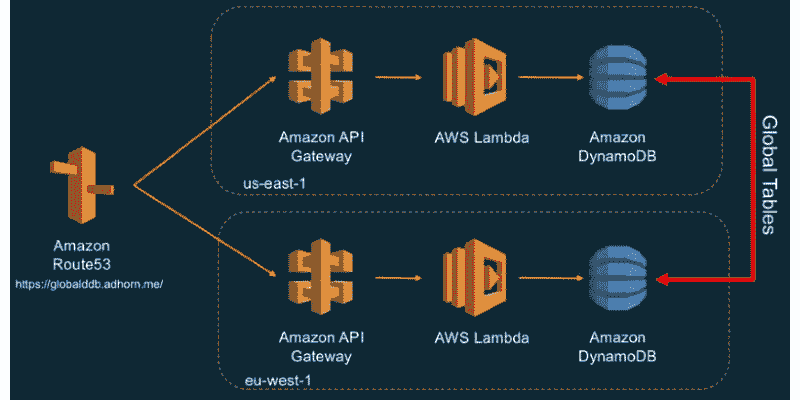 Amazon API
Gateway
AWS Lambda
Amazon
DynamoDB
us-east-1
Global Tables
Amazon
Route53
https://globalddb.adhorn.me/
Amazon API
Gateway
AWS Lambda
Amazon
DynamoDB
eu-west-1